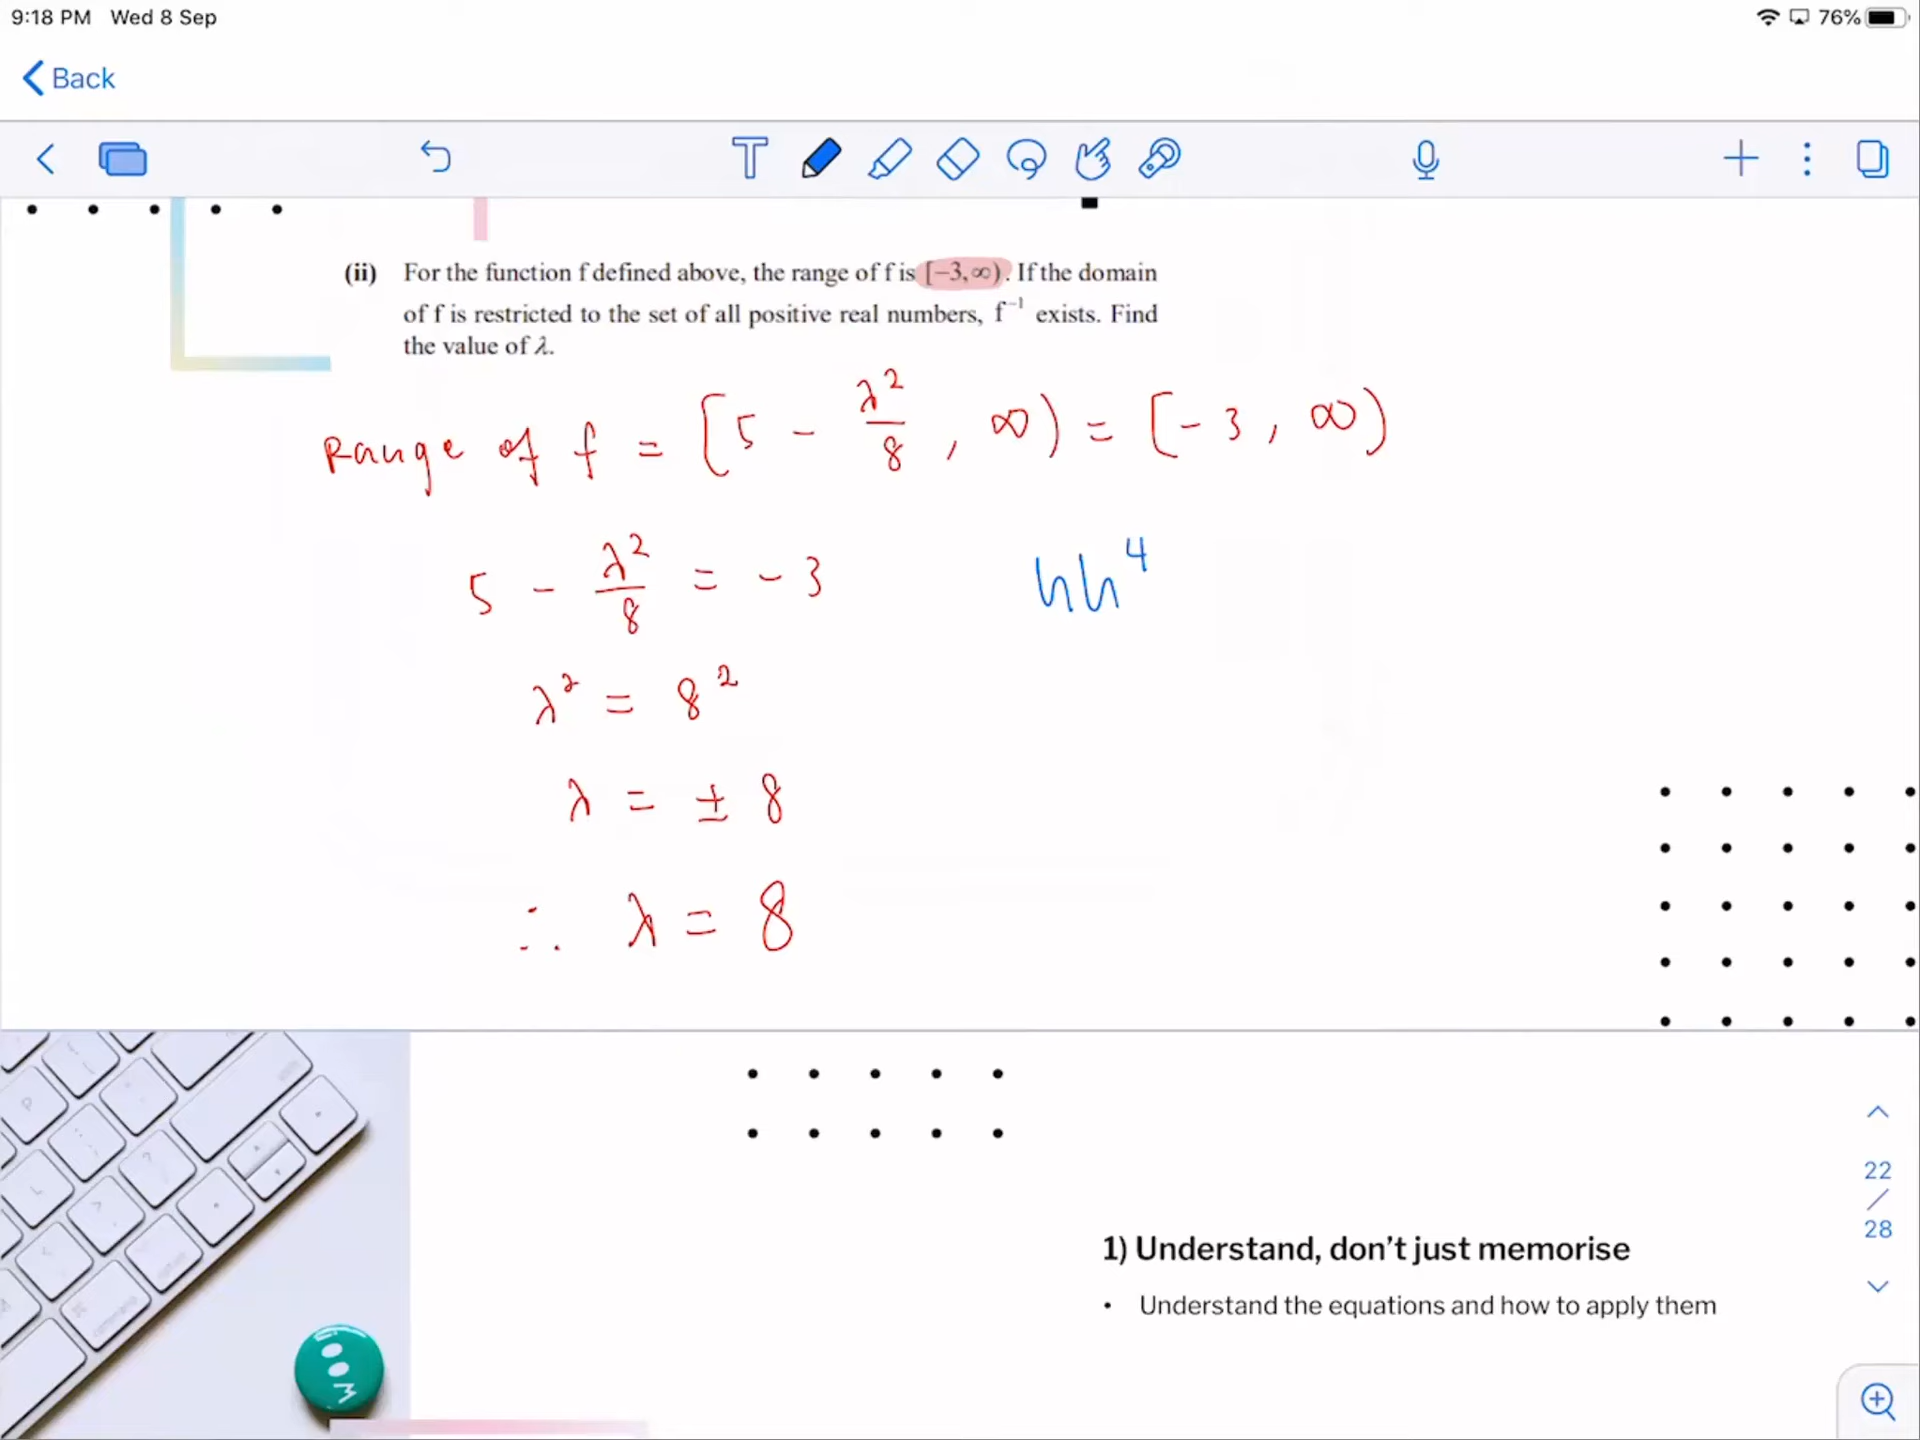 9:18 PM Wed 8 Sep 76%
Back
(ii) For the function f defined above, the range of f is [−3, ∞). If the domain
of f is restricted to the set of all positive real numbers, f⁻¹ exists. Find
the value of λ.
Range of f = [5 − λ²/8, ∞) = [−3, ∞)
5 − λ²/8 = −3
hh⁴
λ² = 8²
λ = ± 8
∴ λ = 8
22
/
28
1) Understand, don’t just memorise
• Understand the equations and how to apply them